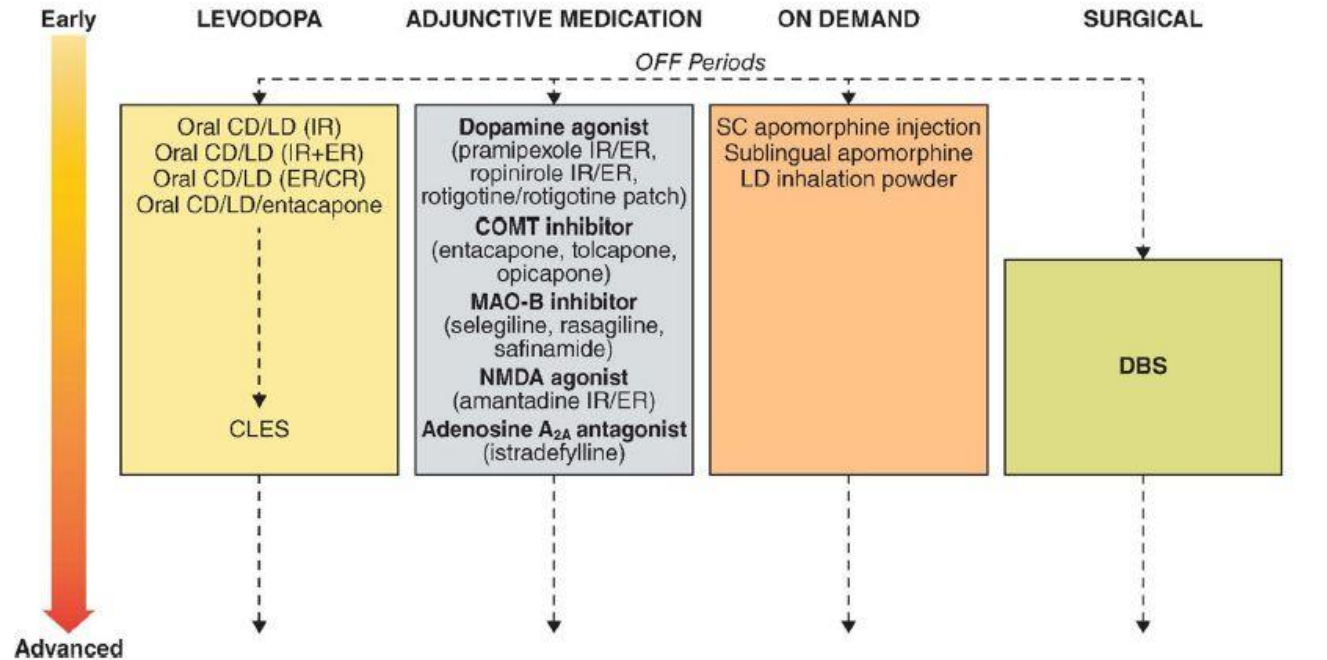 Early
LEVODOPA
ADJUNCTIVE MEDICATION
ON DEMAND
SURGICAL
OFF Periods
Oral CD/LD (IR)
Oral CD/LD (IR+ER)
Oral CD/LD (ER/CR)
Oral CD/LD/entacapone
CLES
Dopamine agonist
(pramipexole IR/ER,
ropinirole IR/ER,
rotigotine/rotigotine patch)
COMT inhibitor
(entacapone, tolcapone,
opicapone)
MAO-B inhibitor
(selegiline, rasagiline,
safinamide)
NMDA agonist
(amantadine IR/ER)
Adenosine A2A antagonist
(istradefylline)
SC apomorphine injection
Sublingual apomorphine
LD inhalation powder
DBS
Advanced